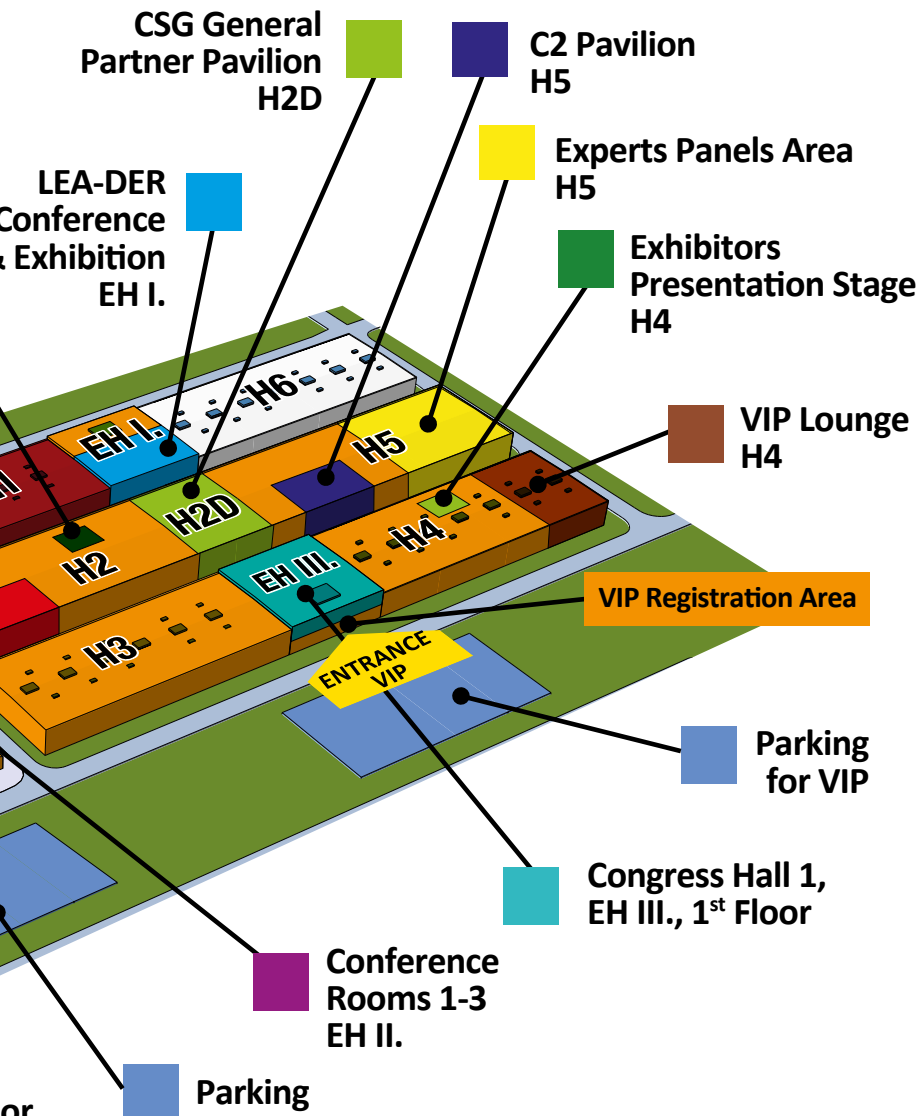 CSG General
Partner Pavilion
H2D
C2 Pavilion
H5
Experts Panels Area
H5
LEA-DER
Conference
& Exhibition
EH I.
Exhibitors
Presentation Stage
H4
VIP Lounge
H4
H6
EH I.
H5
H2D
H4
H2
EH III.
H3
VIP Registration Area
ENTRANCE
VIP
Parking
for VIP
Congress Hall 1,
EH III., 1st Floor
Conference
Rooms 1-3
EH II.
Parking